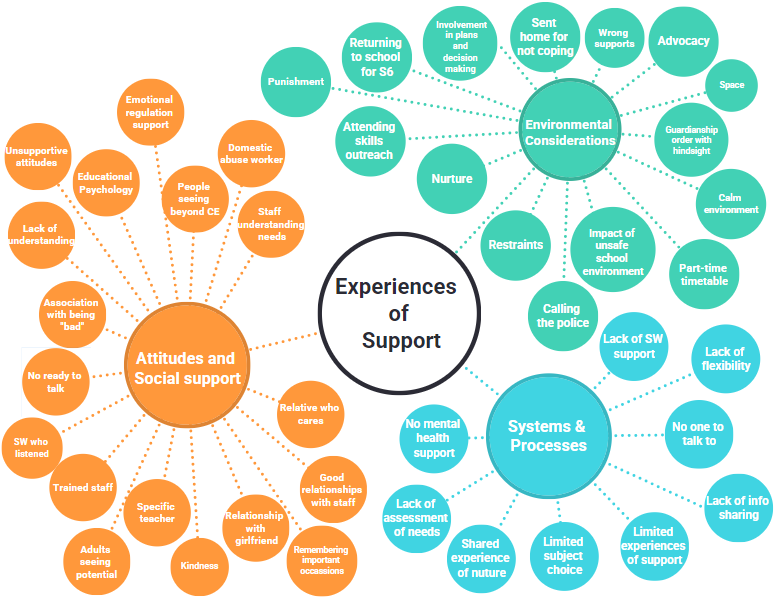 Experiences
of
Support
Environmental
Considerations
Punishment
Returning
to school
for S6
Involvement
in plans
and
decision
making
Sent
home for
not coping
Wrong
supports
Advocacy
Space
Guardianship
order with
hindsight
Calm
environment
Part-time
timetable
Impact of
unsafe
school
environment
Calling
the police
Restraints
Nurture
Attending
skills
outreach
Attitudes and
Social support
Emotional
regulation
support
Unsupportive
attitudes
Educational
Psychology
People
seeing
beyond CE
Domestic
abuse worker
Staff
understanding
needs
Lack of
understanding
Association
with being
"bad"
No ready to
talk
SW who
listened
Trained staff
Adults
seeing
potential
Specific
teacher
Kindness
Relationship
with
girlfriend
Remembering
important
occassions
Good
relationships
with staff
Relative who
cares
Systems &
Processes
Lack of SW
support
Lack of
flexibility
No one to
talk to
Lack of info
sharing
Limited
experiences
of support
Limited
subject
choice
Shared
experience
of nuture
Lack of
assessment
of needs
No mental
health
support